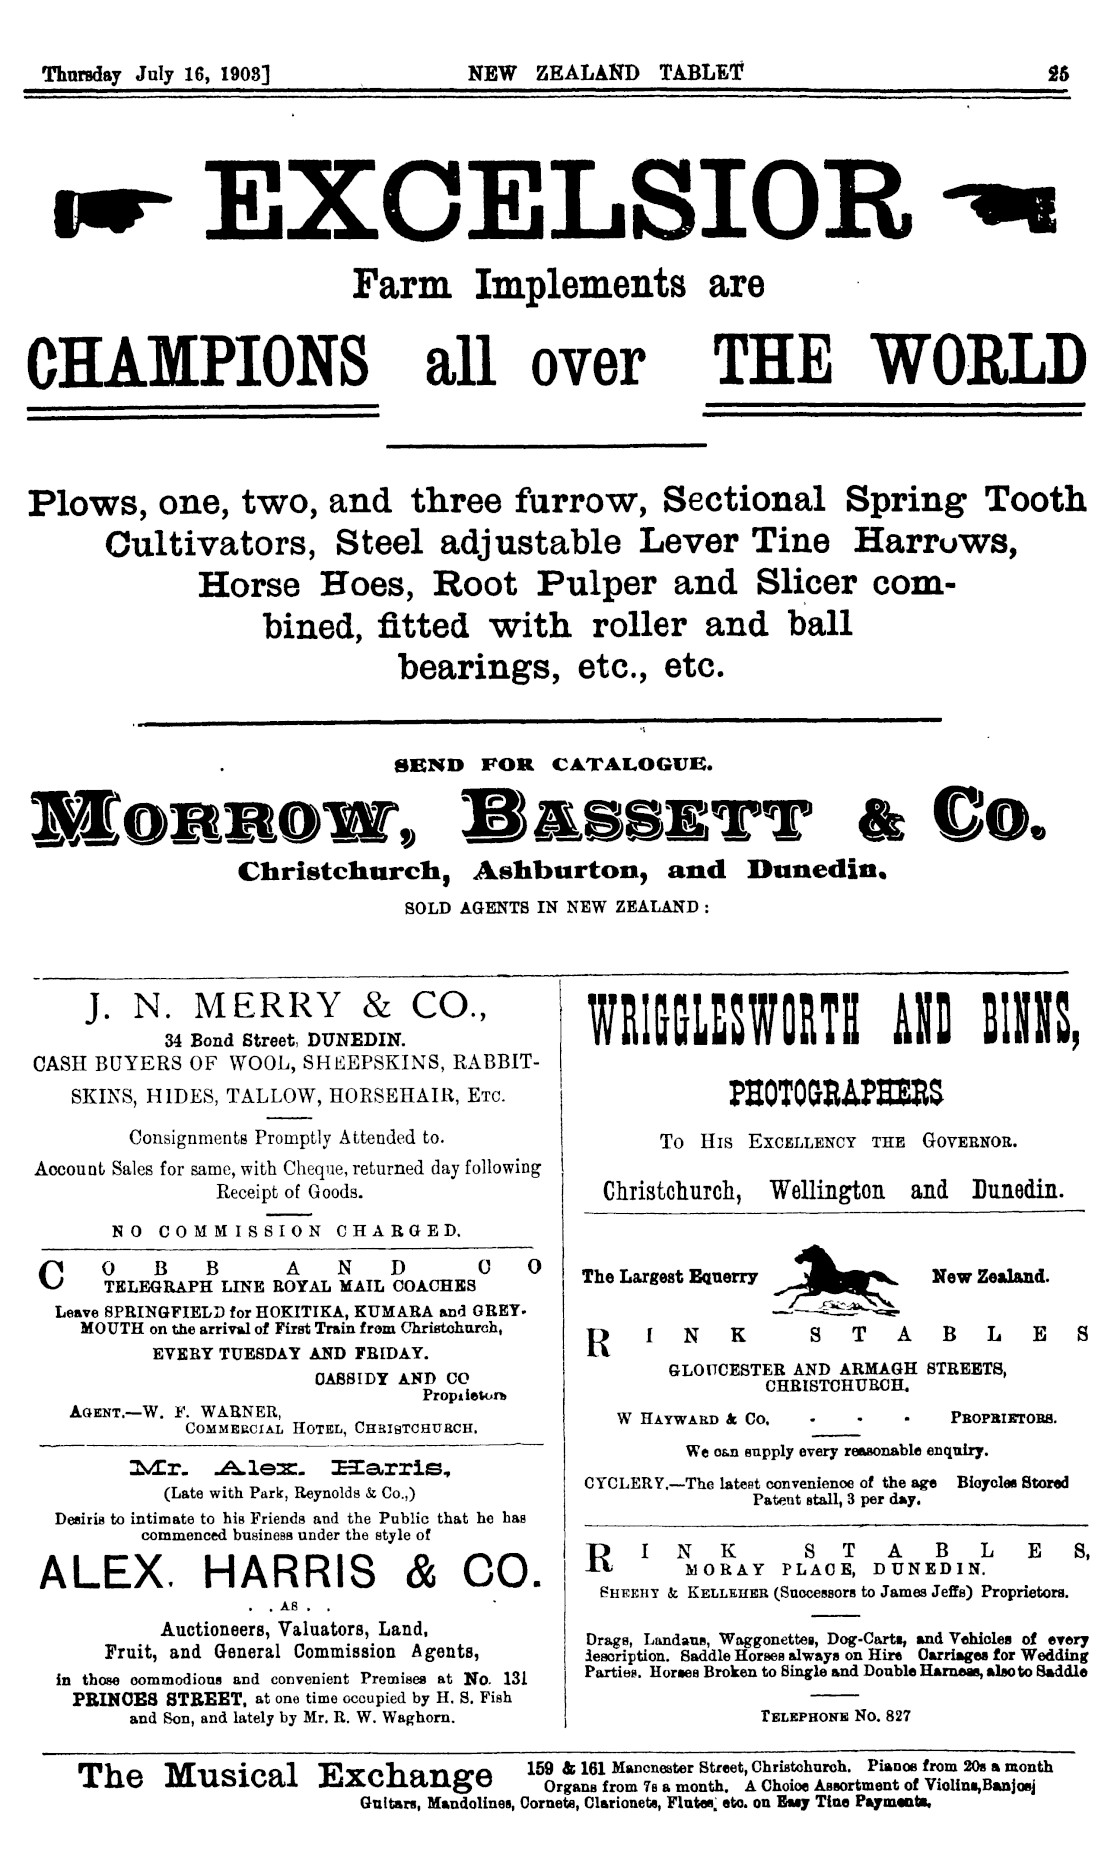 Thursday July 16, 1903] NEW ZEALAND TABLET 25
EXCELSIOR
Farm Implements are
CHAMPIONS all over THE WORLD
Plows, one, two, and three furrow, Sectional Spring Tooth
Cultivators, Steel adjustable Lever Tine Harrows,
Horse Hoes, Root Pulper and Slicer com-
bined, fitted with roller and ball
bearings, etc., etc.
SEND FOR CATALOGUE.
MORROW, BASSETT & CO.
Christchurch, Ashburton, and Dunedin.
SOLD AGENTS IN NEW ZEALAND:
J. N. MERRY & CO.,
34 Bond Street, DUNEDIN.
CASH BUYERS OF WOOL, SHEEPSKINS, RABBIT-
SKINS, HIDES, TALLOW, HORSEHAIR, ETC.
Consignments Promptly Attended to.
Account Sales for same, with Cheque, returned day following
Receipt of Goods.
NO COMMISSION CHARGED.
COBB AND CO
TELEGRAPH LINE ROYAL MAIL COACHES
Leave SPRINGFIELD for HOKITIKA, KUMARA and GREY-
MOUTH on the arrival of First Train from Christchurch,
EVERY TUESDAY AND FRIDAY.
CASSIDY AND CO
Proprietors
AGENT.—W. F. WARNER,
COMMERCIAL HOTEL, CHRISTCHURCH.
Mr. Alex. Harris,
(Late with Park, Reynolds & Co.,)
Desiris to intimate to his Friends and the Public that he has
commenced business under the style of
ALEX. HARRIS & CO.
. . AS . .
Auctioneers, Valuators, Land,
Fruit, and General Commission Agents,
in those commodious and convenient Premises at No. 131
PRINCES STREET, at one time occupied by H. S. Fish
and Son, and lately by Mr. R. W. Waghorn.
WRIGGLESWORTH AND BINNS,
PHOTOGRAPHERS
TO HIS EXCELLENCY THE GOVERNOR.
Christchurch, Wellington and Dunedin.
The Largest Equerry New Zealand.
RINK STABLES
GLOUCESTER AND ARMAGH STREETS,
CHRISTCHURCH.
W HAYWARD & CO. - - - PROPRIETORS.
We can supply every reasonable enquiry.
CYCLERY.—The latest convenience of the age Bicycles Stored
Patent stall, 3 per day.
RINK STABLES,
MORAY PLACE, DUNEDIN.
SHEEHY & KELLEHER (Successors to James Jeffs) Proprietors.
Drags, Landaus, Waggonettes, Dog-Carts, and Vehicles of every
description. Saddle Horses always on Hire Carriages for Wedding
Parties. Horses Broken to Single and Double Harness, also to Saddle
TELEPHONE No. 827
The Musical Exchange 159 & 161 Manchester Street, Christchurch. Pianos from 20s a month
Organs from 7s a month. A Choice Assortment of Violins, Banjos,
Guitars, Mandolines, Cornets, Clarionets, Flutes, etc. on Easy Time Payments.